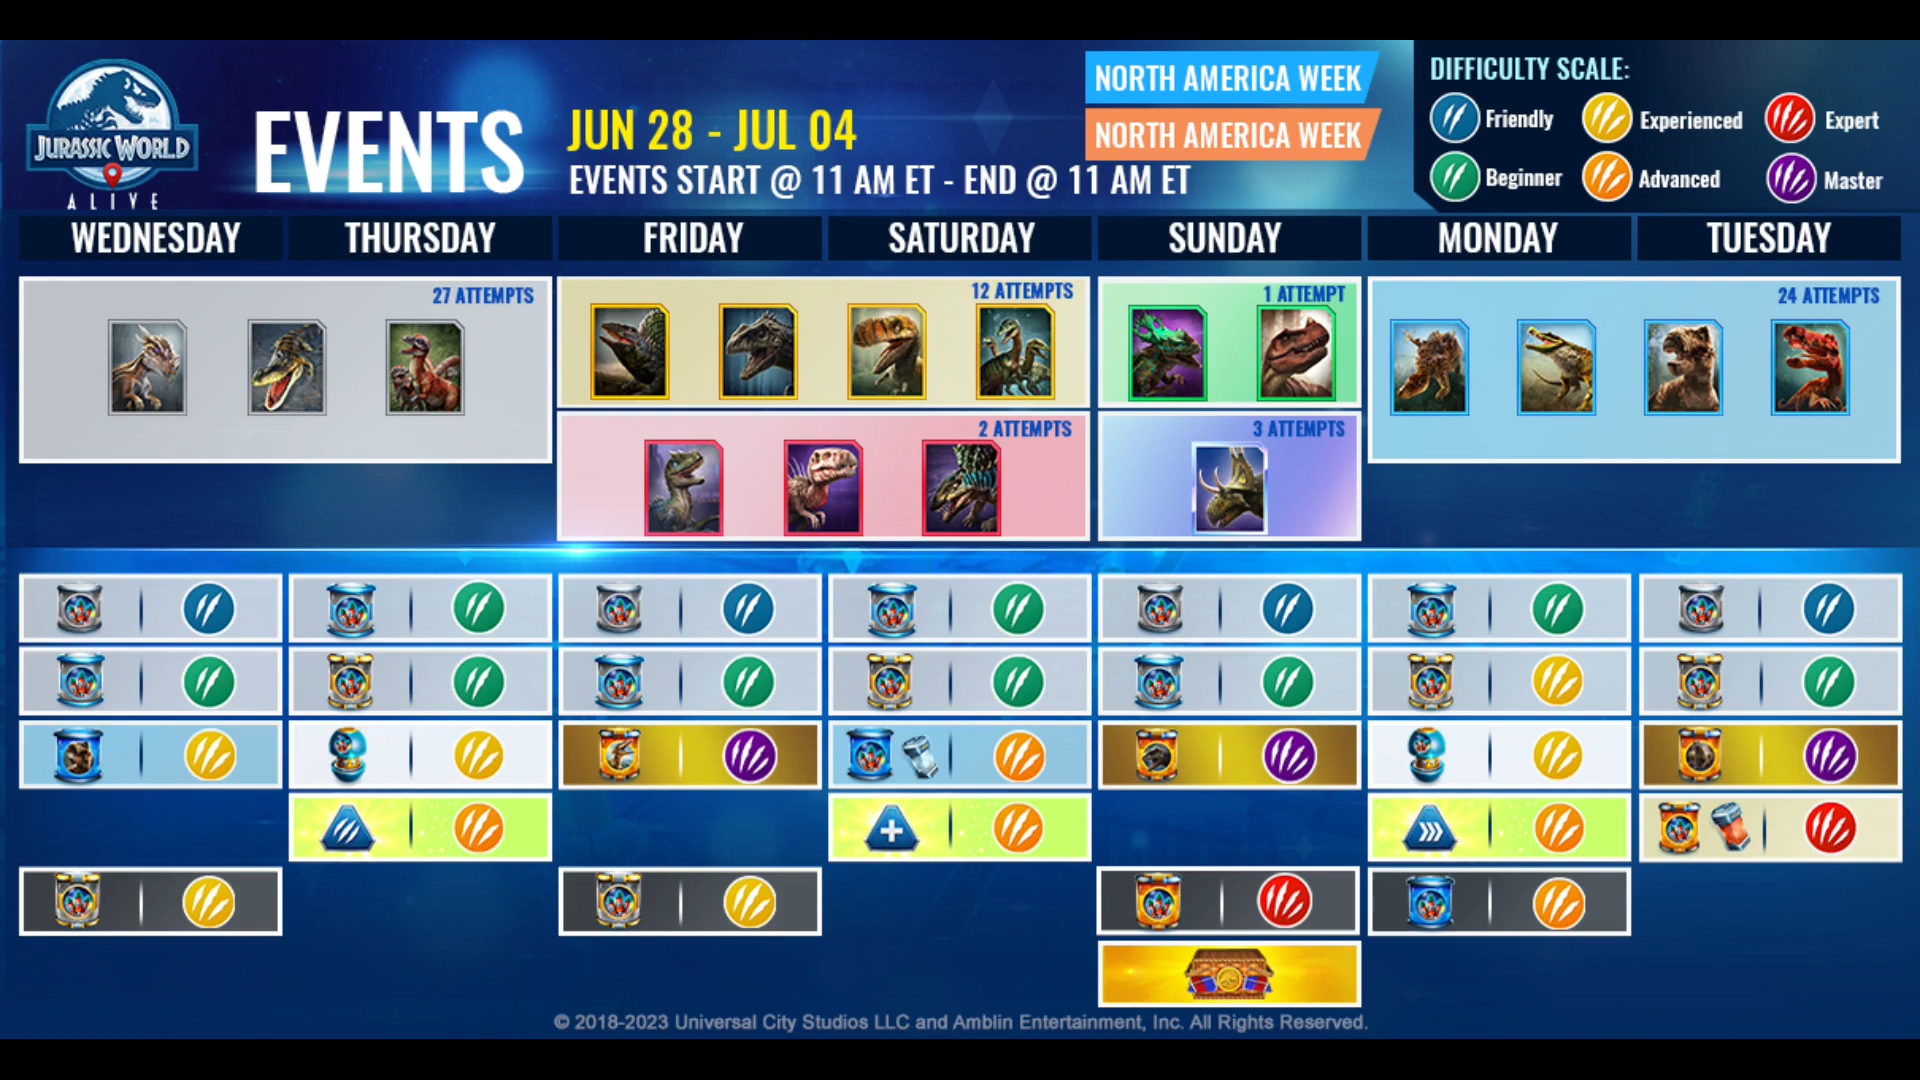 JURASSIC WORLD
ALIVE
EVENTS
JUN 28 - JUL 04
EVENTS START @ 11 AM ET - END @ 11 AM ET
NORTH AMERICA WEEK
NORTH AMERICA WEEK
DIFFICULTY SCALE:
Friendly
Experienced
Expert
Beginner
Advanced
Master
WEDNESDAY
THURSDAY
FRIDAY
SATURDAY
SUNDAY
MONDAY
TUESDAY
27 ATTEMPTS
12 ATTEMPTS
1 ATTEMPT
24 ATTEMPTS
2 ATTEMPTS
3 ATTEMPTS
© 2018-2023 Universal City Studios LLC and Amblin Entertainment, Inc. All Rights Reserved.